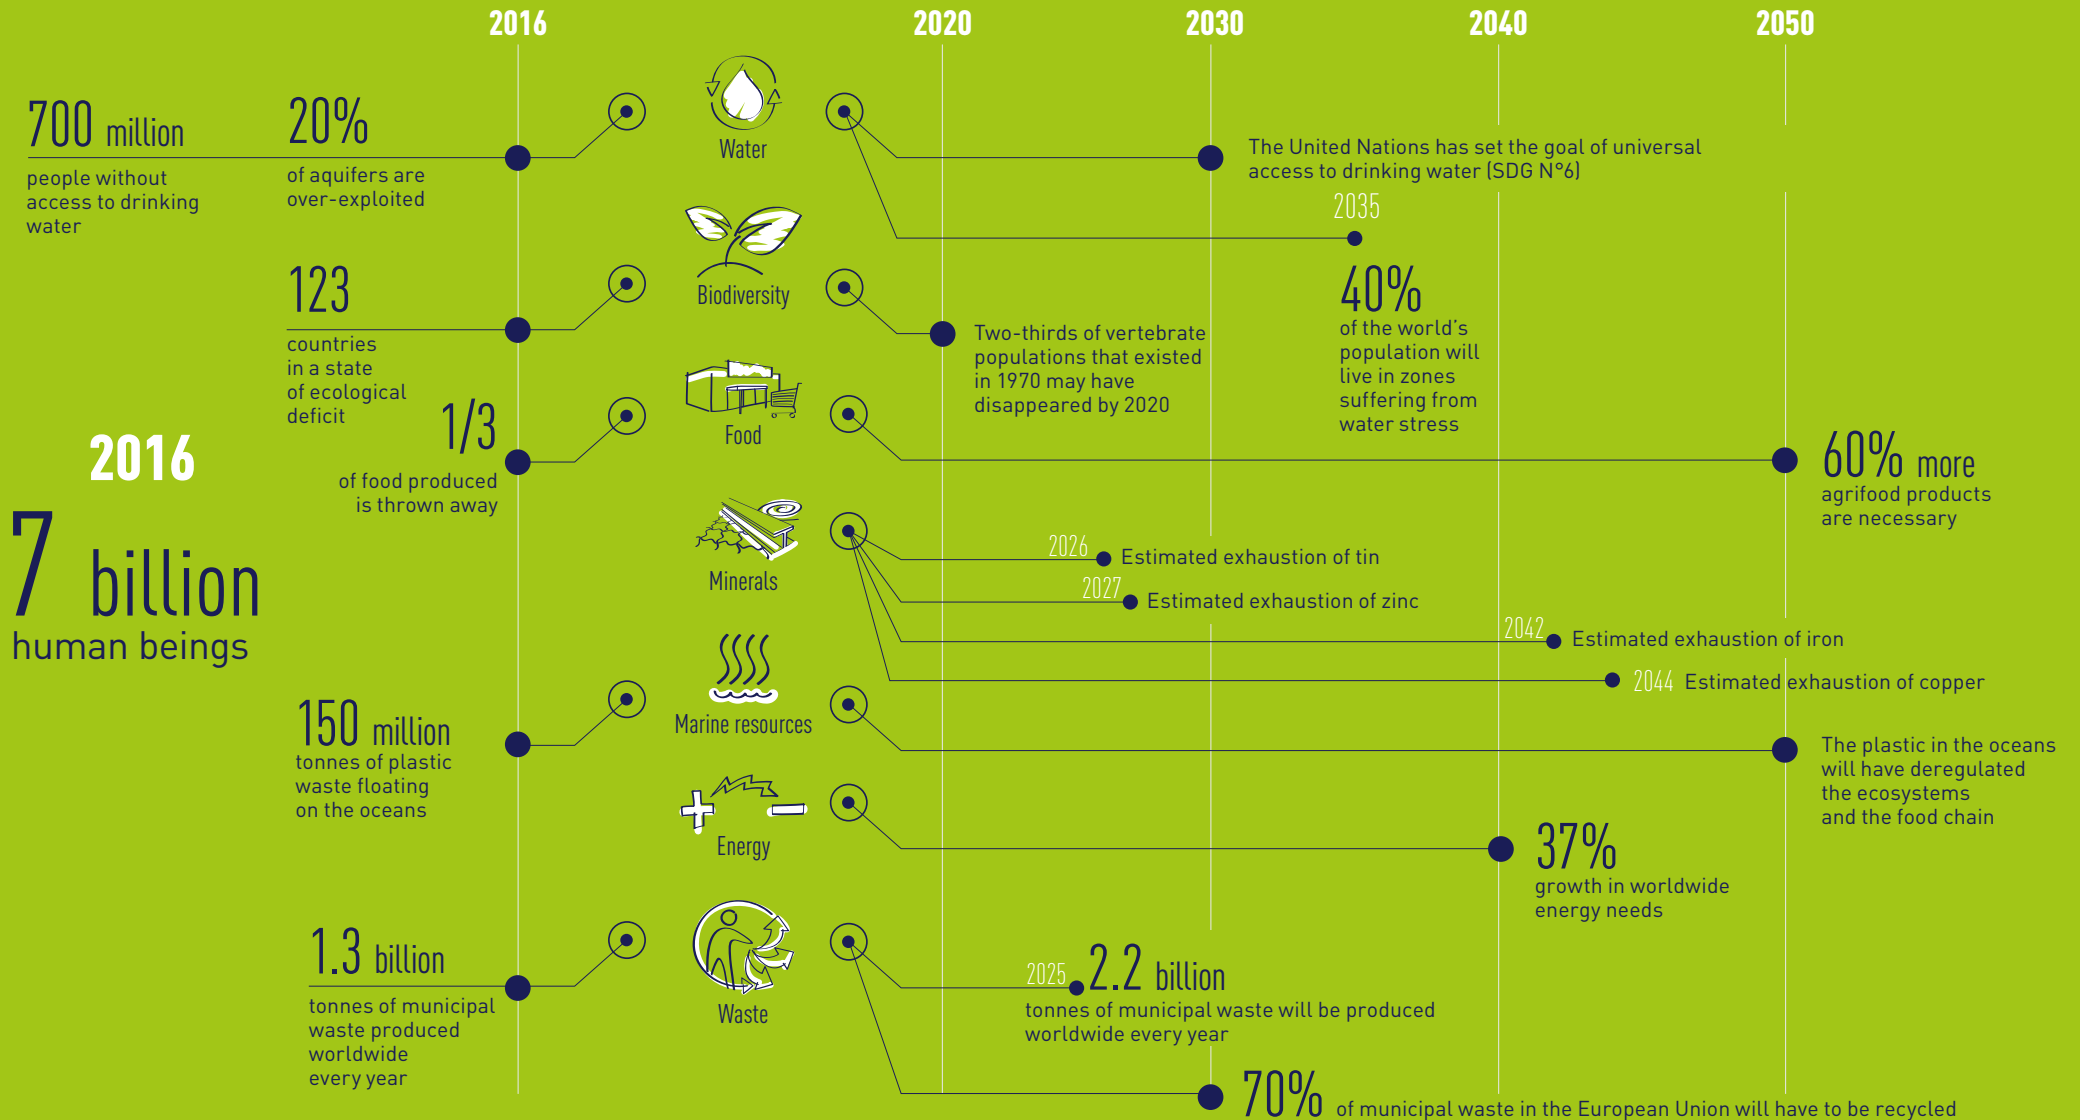 2016
2020
2030
2040
2050
700 million
people without
access to drinking
water
20%
of aquifers are
over-exploited
Water
The United Nations has set the goal of universal
access to drinking water (SDG N°6)
2035
40%
of the world's
population will
live in zones
suffering from
water stress
123
countries
in a state
of ecological
deficit
Biodiversity
Two-thirds of vertebrate
populations that existed
in 1970 may have
disappeared by 2020
2016
7 billion
human beings
1/3
of food produced
is thrown away
Food
60% more
agrifood products
are necessary
Minerals
2026 Estimated exhaustion of tin
2027 Estimated exhaustion of zinc
2042 Estimated exhaustion of iron
2044 Estimated exhaustion of copper
150 million
tonnes of plastic
waste floating
on the oceans
Marine resources
The plastic in the oceans
will have deregulated
the ecosystems
and the food chain
Energy
37%
growth in worldwide
energy needs
1.3 billion
tonnes of municipal
waste produced
worldwide
every year
Waste
2025 2.2 billion
tonnes of municipal waste will be produced
worldwide every year
70% of municipal waste in the European Union will have to be recycled